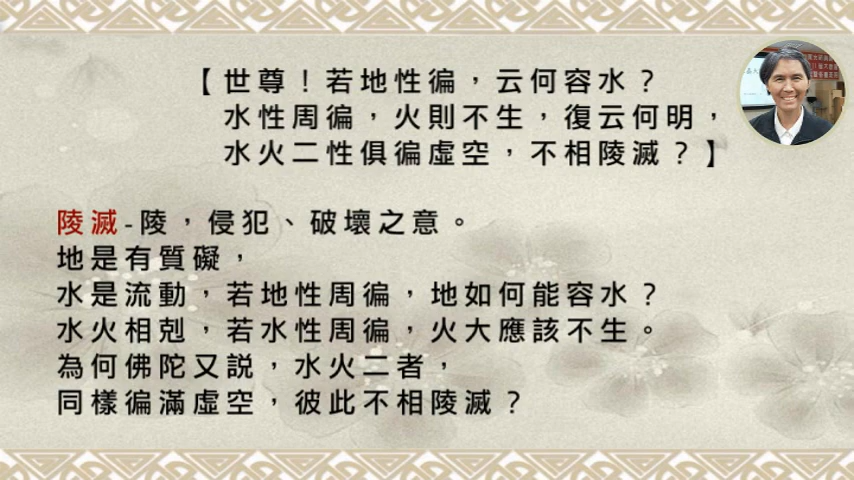 【世尊！若地性徧，云何容水？
水性周徧，火則不生，復云何明，
水火二性俱徧虛空，不相陵滅？】
陵滅-陵，侵犯、破壞之意。
地是有質礙，
水是流動，若地性周徧，地如何能容水？
水火相剋，若水性周徧，火大應該不生。
為何佛陀又說，水火二者，
同樣徧滿虛空，彼此不相陵滅？